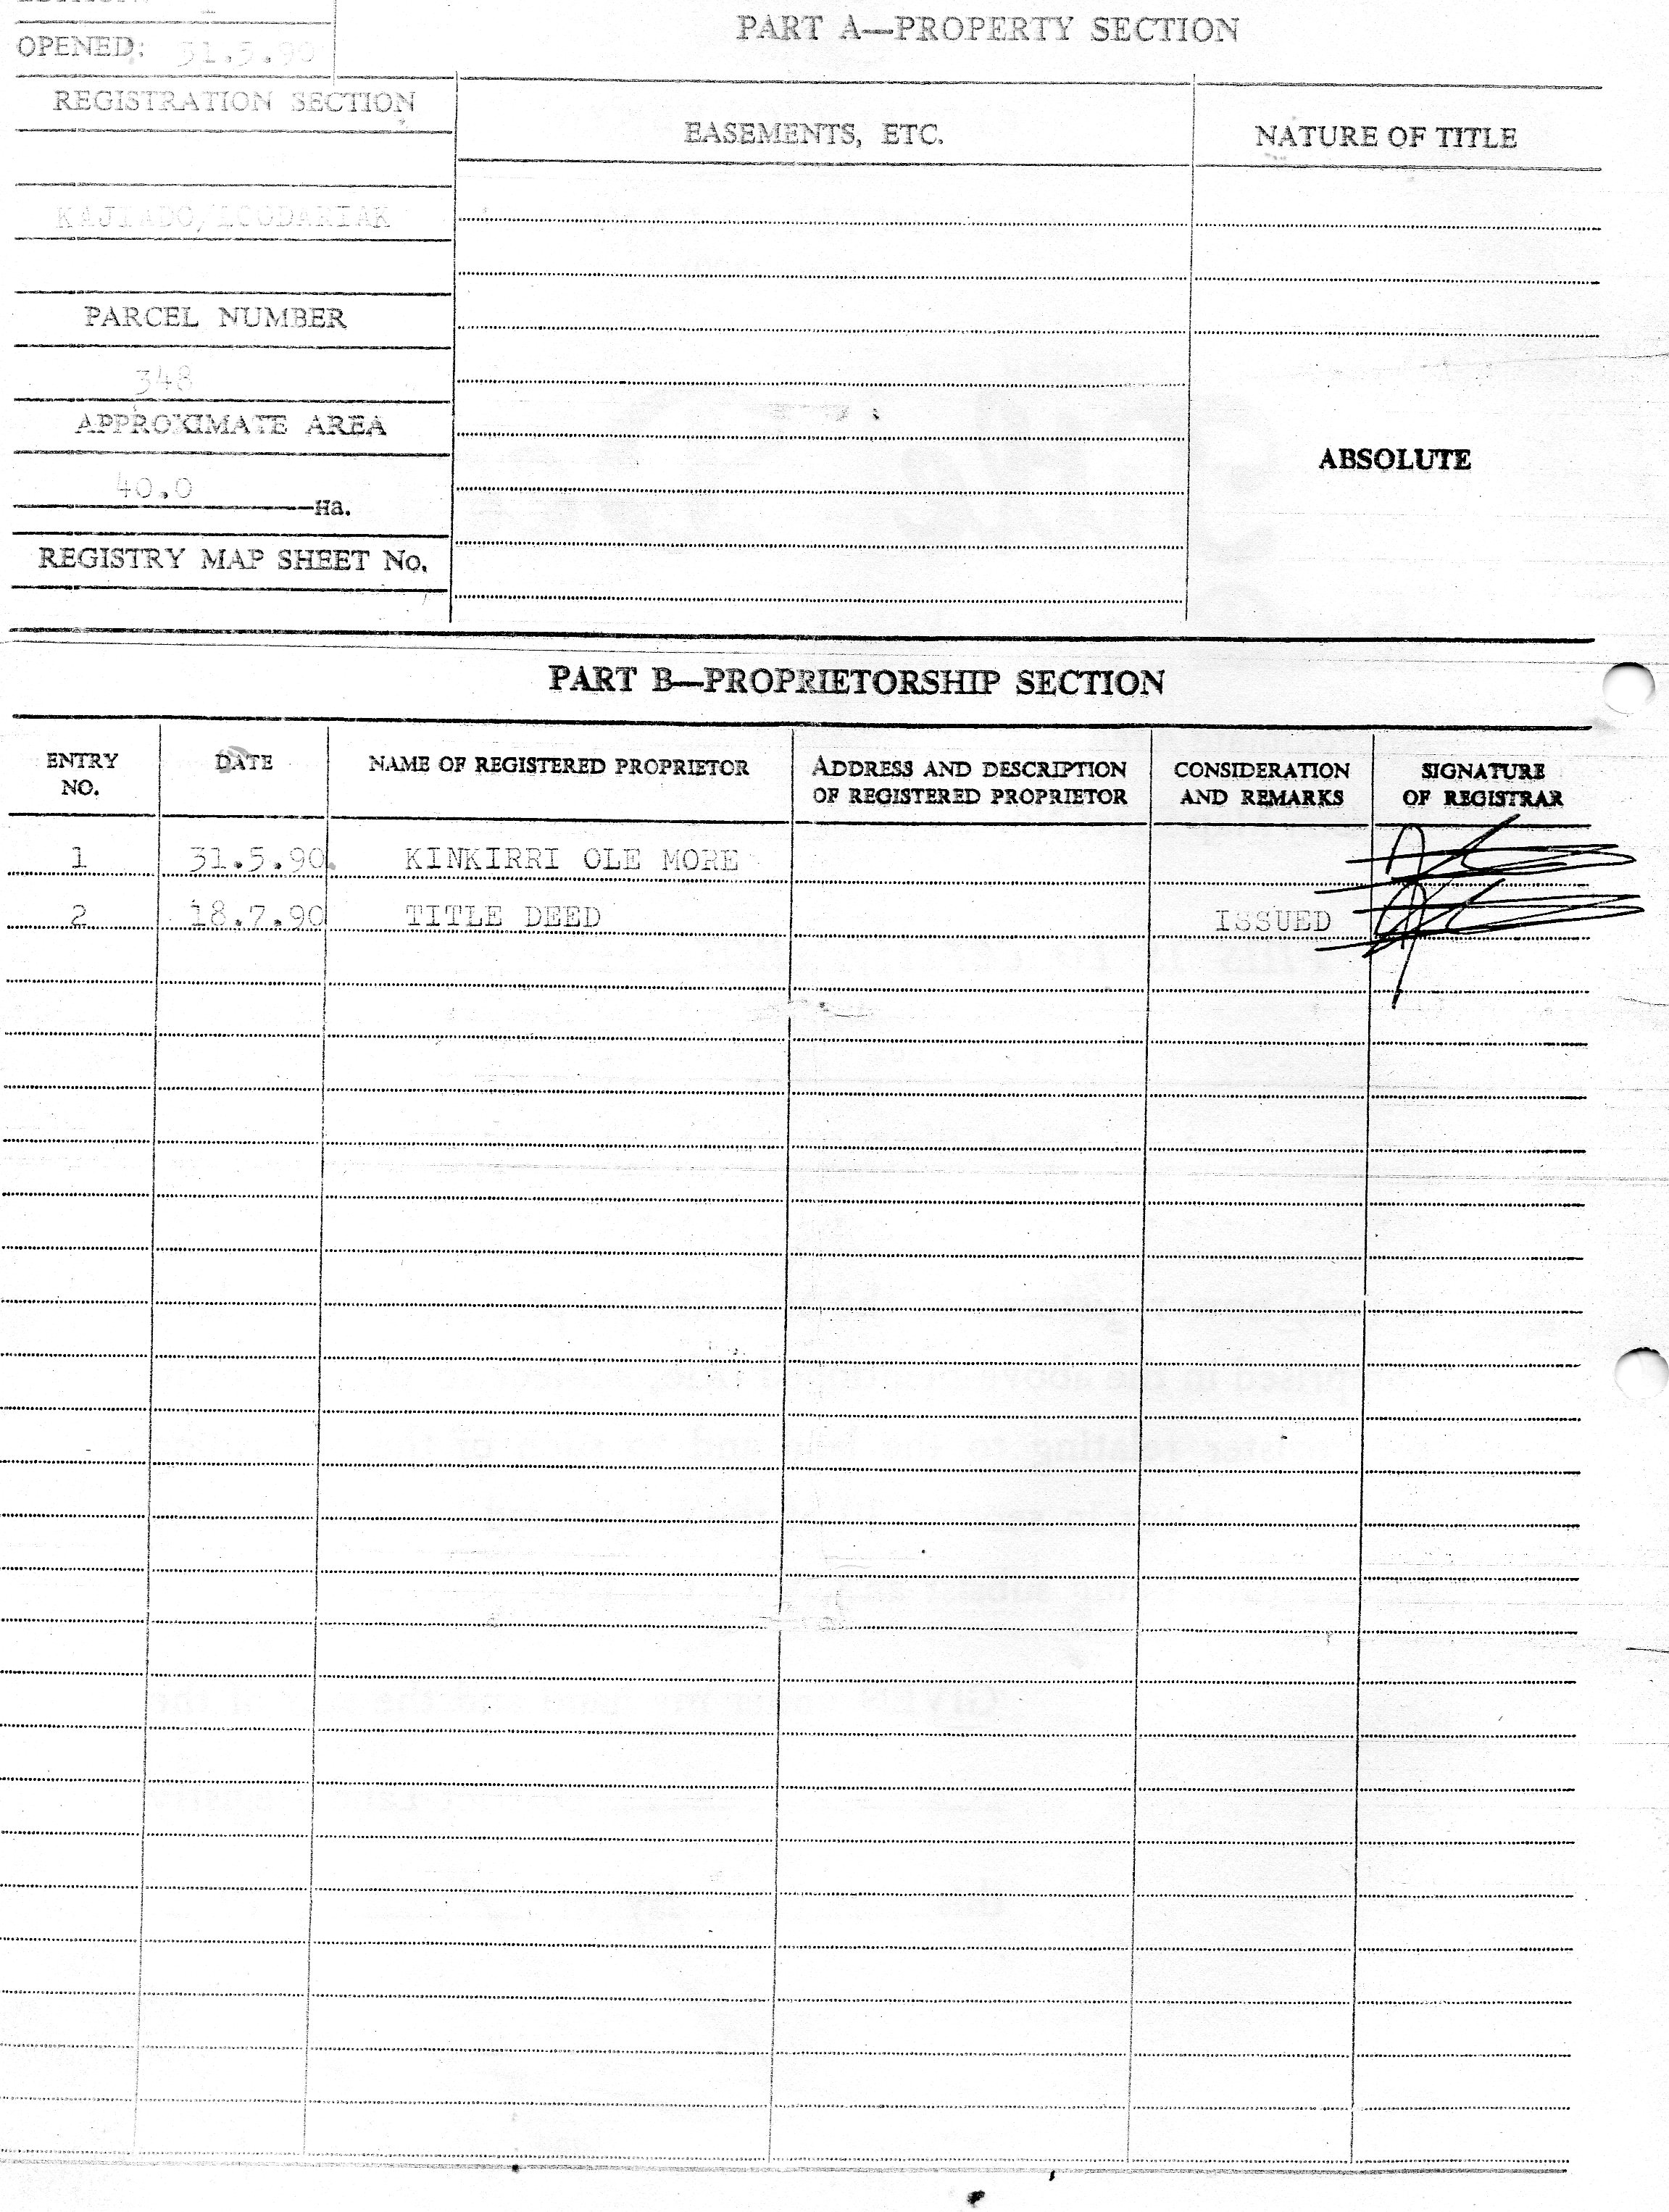 PART A—PROPERTY SECTION
OPENED: 31.5.90
REGISTRATION SECTION
EASEMENTS, ETC.
NATURE OF TITLE
KAJIADO/LOODARIAK
PARCEL NUMBER
348
APPROXIMATE AREA
ABSOLUTE
40.0 Ha.
REGISTRY MAP SHEET No.
PART B—PROPRIETORSHIP SECTION
ENTRY NO.
DATE
NAME OF REGISTERED PROPRIETOR
ADDRESS AND DESCRIPTION OF REGISTERED PROPRIETOR
CONSIDERATION AND REMARKS
SIGNATURE OF REGISTRAR
1 31.5.90. KINKIRRI OLE MORE
2 18.7.90 TITLE DEED ISSUED